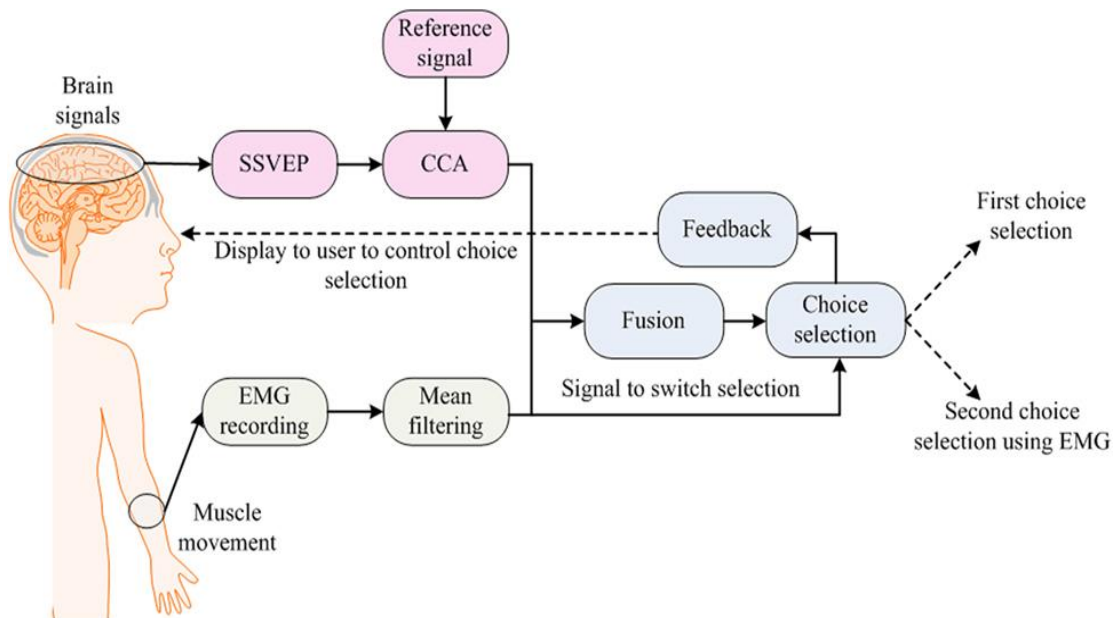 Reference
signal
Brain
signals
SSVEP
CCA
First choice
selection
Feedback
Display to user to control choice
selection
Fusion
Choice
selection
Signal to switch selection
EMG
recording
Mean
filtering
Second choice
selection using EMG
Muscle
movement